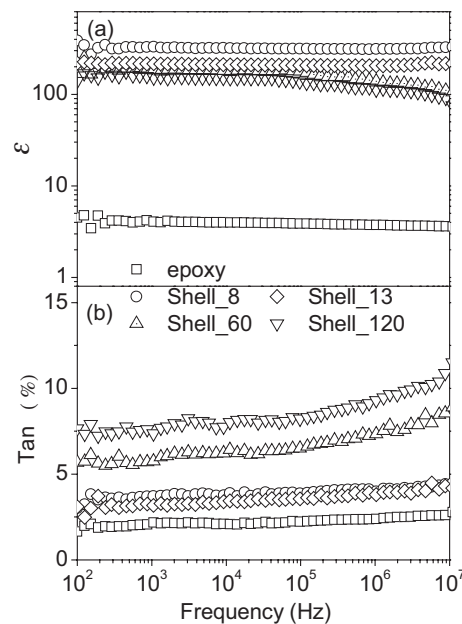 (a)
100
10
1
ε
epoxy
Shell_8 Shell_13
Shell_60 Shell_120
(b)
15
10
5
0
Tan (%)
10² 10³ 10⁴ 10⁵ 10⁶ 10⁷
Frequency (Hz)